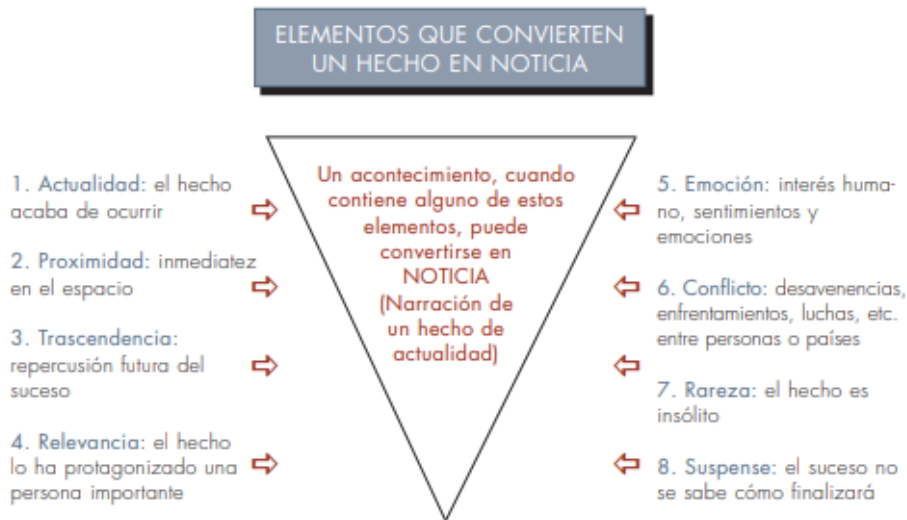 ELEMENTOS QUE CONVIERTEN
UN HECHO EN NOTICIA
1. Actualidad: el hecho
acaba de ocurrir
2. Proximidad: inmediatez
en el espacio
3. Trascendencia:
repercusión futura del
suceso
4. Relevancia: el hecho
lo ha protagonizado una
persona importante
Un acontecimiento, cuando
contiene alguno de estos
elementos, puede
convertirse en
NOTICIA
(Narración de
un hecho de
actualidad)
5. Emoción: interés huma-
no, sentimientos y
emociones
6. Conflicto: desavenencias,
enfrentamientos, luchas, etc.
entre personas o países
7. Rareza: el hecho es
insólito
8. Suspense: el suceso no
se sabe cómo finalizará